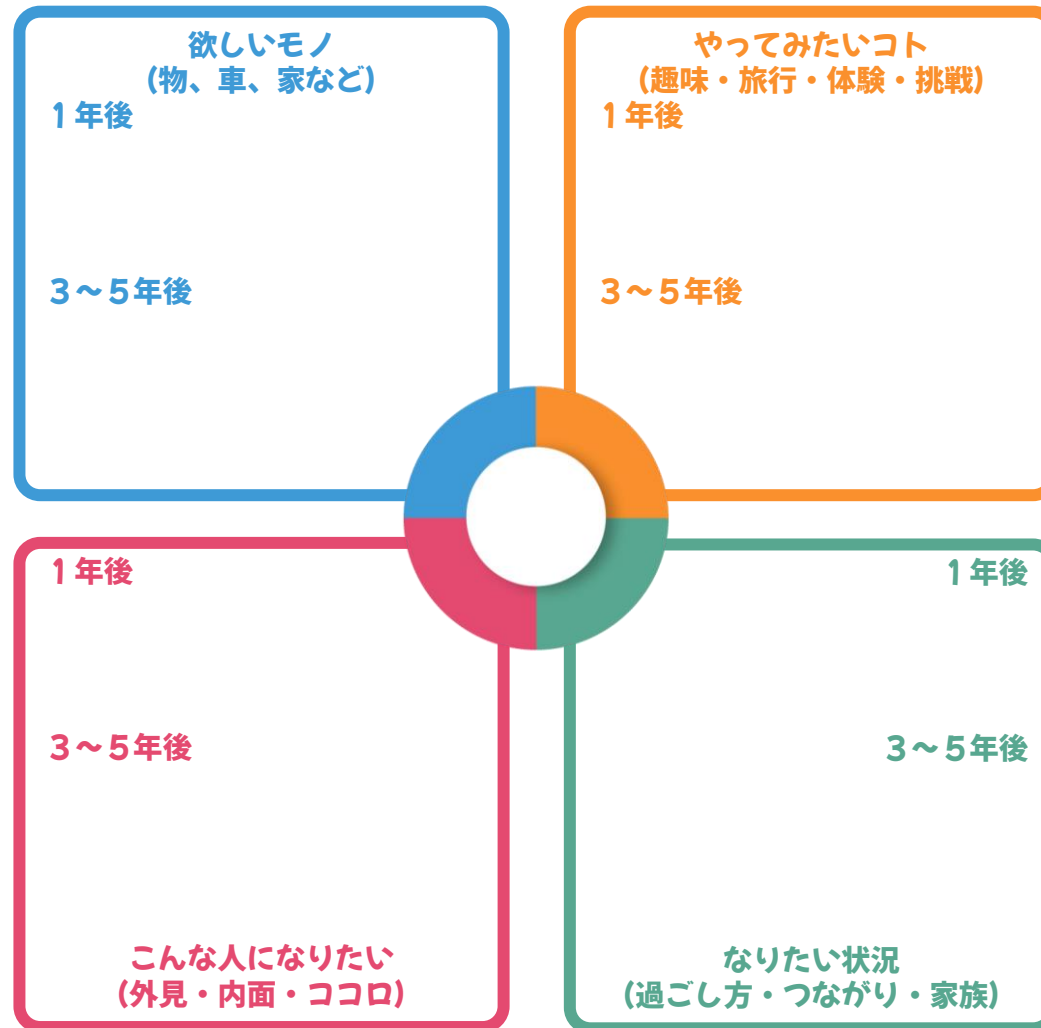 欲しいモノ
(物、車、家など)
1年後
3〜5年後
やってみたいコト
(趣味・旅行・体験・挑戦)
1年後
3〜5年後
1年後
3〜5年後
こんな人になりたい
(外見・内面・ココロ)
1年後
3〜5年後
なりたい状況
(過ごし方・つながり・家族)